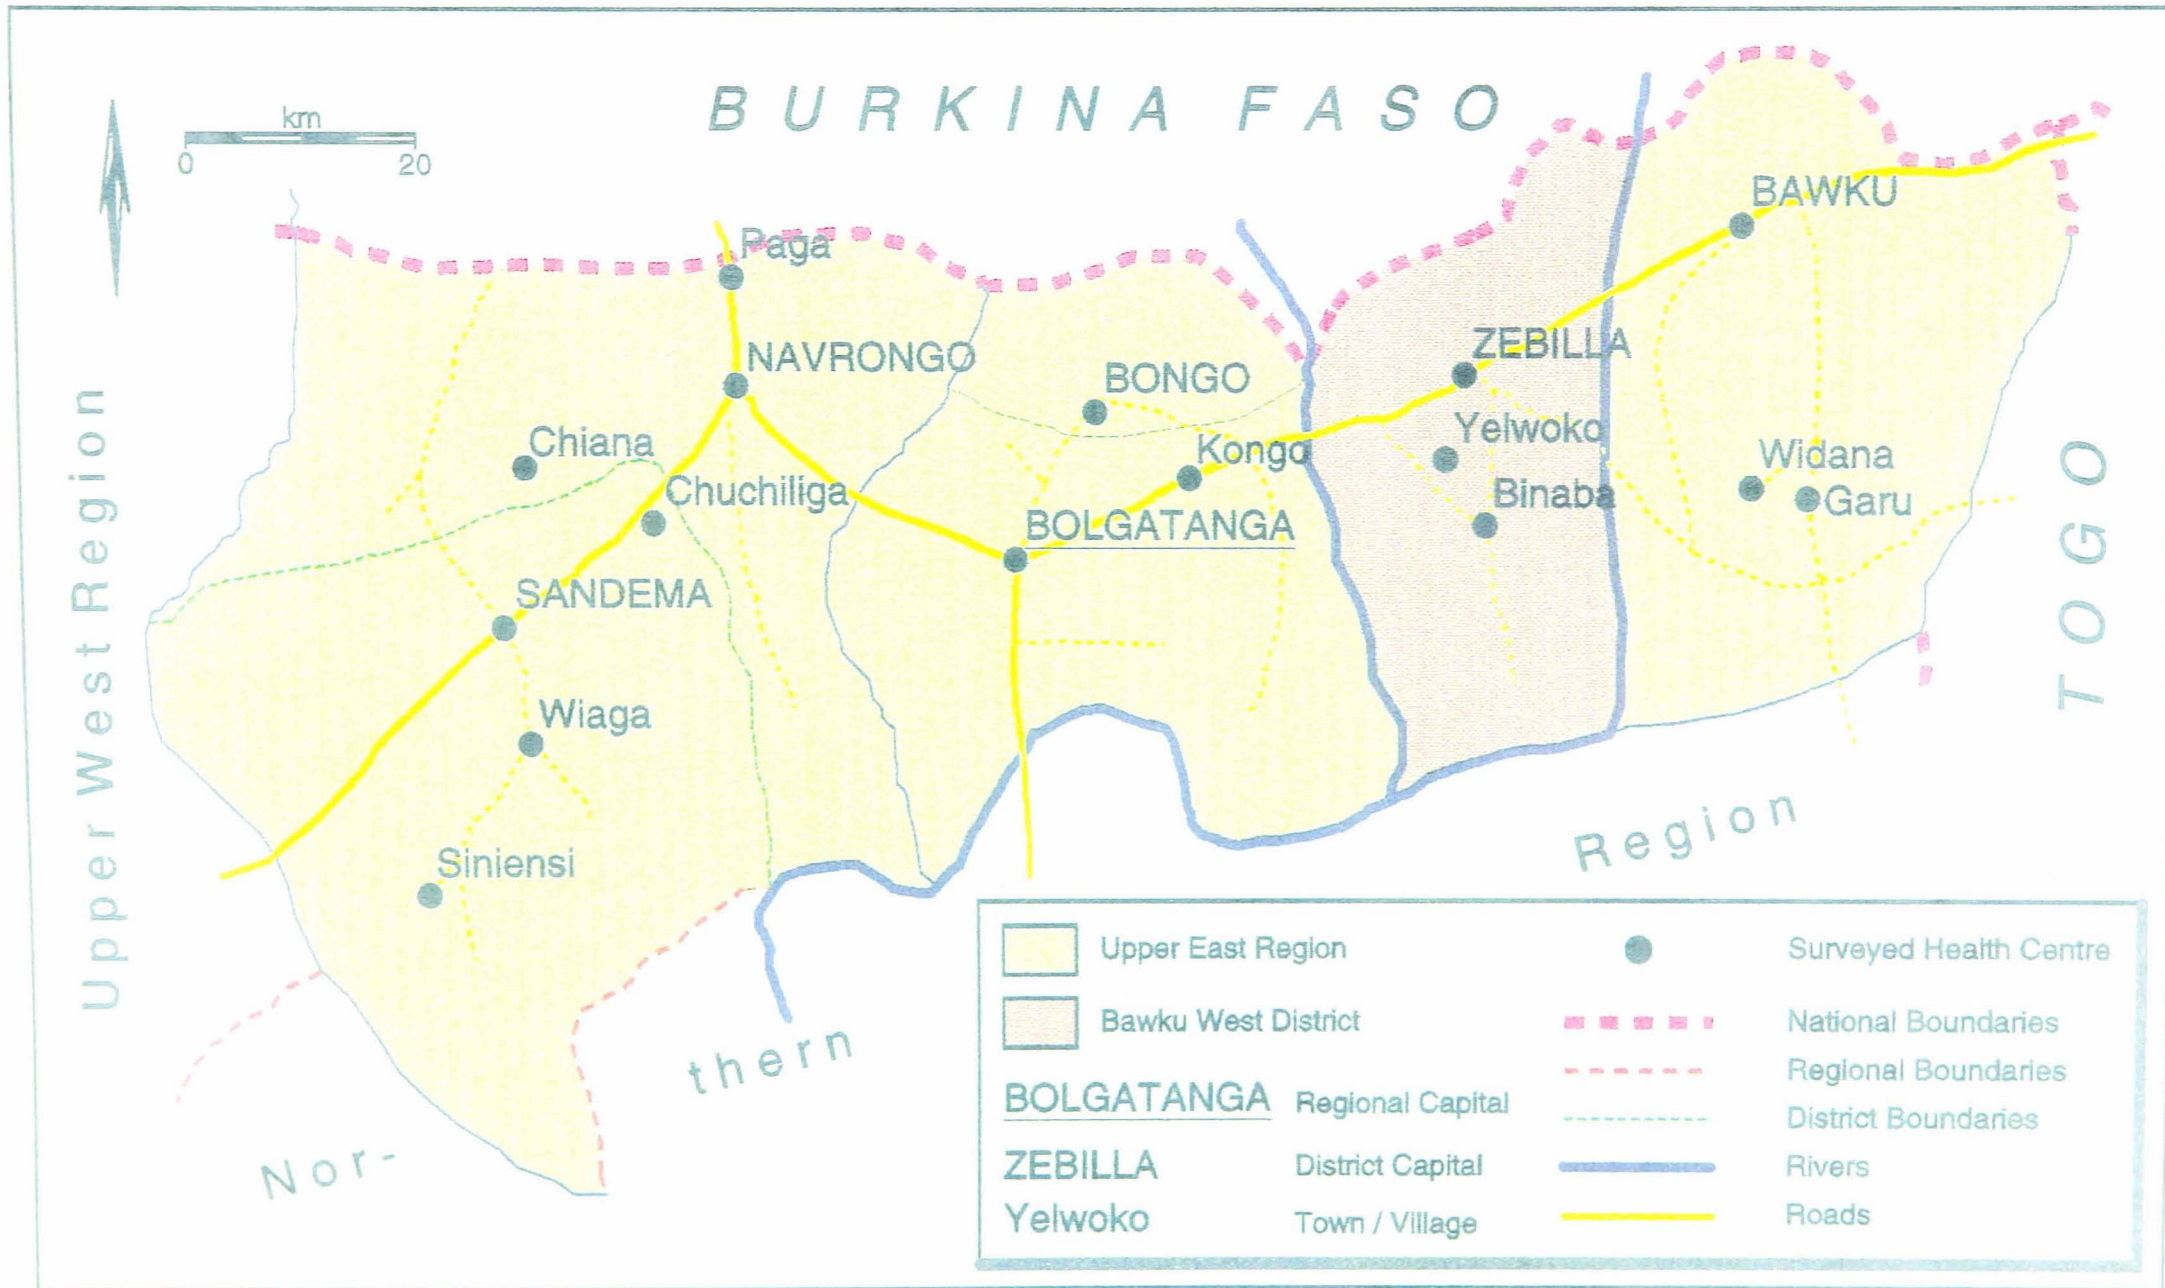 BURKINA FASO
km
0 20
BAWKU
Paga
NAVRONGO
ZEBILLA
BONGO
Chiana
Kongo
Yelwoko
Widana
Chuchiliga
Binaba
Garu
BOLGATANGA
SANDEMA
Wiaga
Siniensi
Upper West Region
TOGO
Nor-
thern
Region
Upper East Region
Bawku West District
BOLGATANGA Regional Capital
ZEBILLA District Capital
Yelwoko Town / Village
Surveyed Health Centre
National Boundaries
Regional Boundaries
District Boundaries
Rivers
Roads